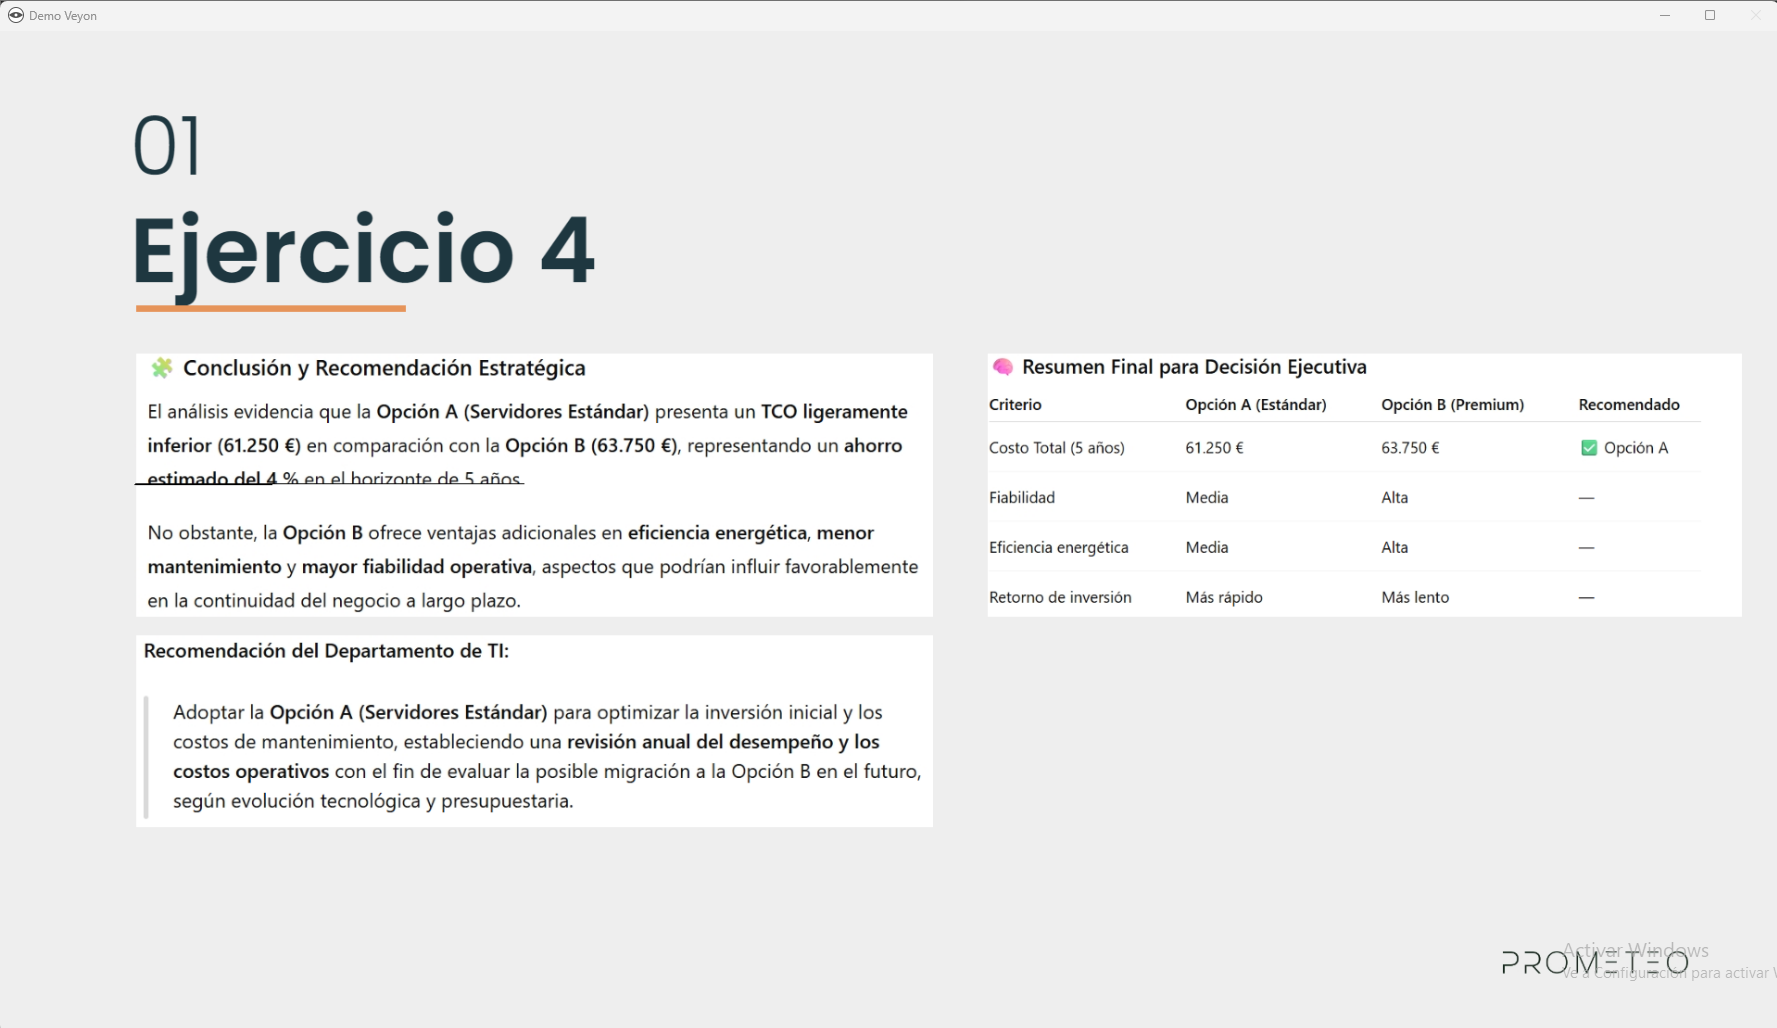 Demo Veyon
01
Ejercicio 4
Conclusión y Recomendación Estratégica
El análisis evidencia que la Opción A (Servidores Estándar) presenta un TCO ligeramente
inferior (61.250 €) en comparación con la Opción B (63.750 €), representando un ahorro
estimado del 4 % en el horizonte de 5 años.
No obstante, la Opción B ofrece ventajas adicionales en eficiencia energética, menor
mantenimiento y mayor fiabilidad operativa, aspectos que podrían influir favorablemente
en la continuidad del negocio a largo plazo.
Recomendación del Departamento de TI:
Adoptar la Opción A (Servidores Estándar) para optimizar la inversión inicial y los
costos de mantenimiento, estableciendo una revisión anual del desempeño y los
costos operativos con el fin de evaluar la posible migración a la Opción B en el futuro,
según evolución tecnológica y presupuestaria.
Resumen Final para Decisión Ejecutiva
Criterio Opción A (Estándar) Opción B (Premium) Recomendado
Costo Total (5 años) 61.250 € 63.750 € ✅ Opción A
Fiabilidad Media Alta —
Eficiencia energética Media Alta —
Retorno de inversión Más rápido Más lento —
PROMETEO
Activar Windows
Ve a Configuración para activar